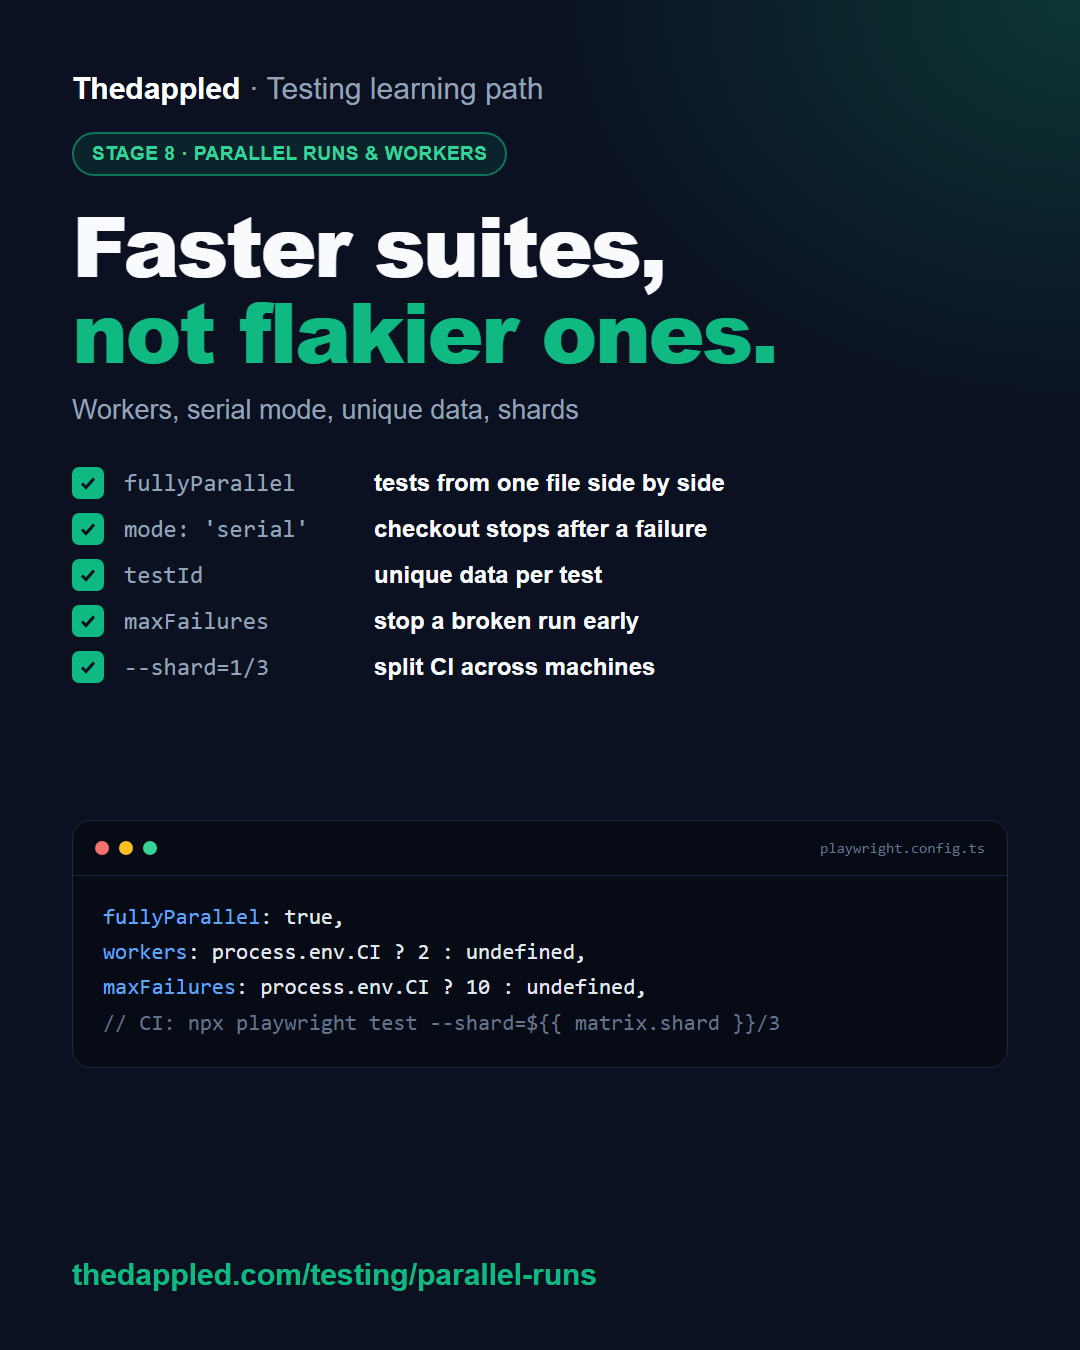 Thedappled · Testing learning path
STAGE 8 · PARALLEL RUNS & WORKERS
Faster suites,
not flakier ones.
Workers, serial mode, unique data, shards
fullyParallel tests from one file side by side
mode: 'serial' checkout stops after a failure
testId unique data per test
maxFailures stop a broken run early
--shard=1/3 split CI across machines
playwright.config.ts
fullyParallel: true,
workers: process.env.CI ? 2 : undefined,
maxFailures: process.env.CI ? 10 : undefined,
// CI: npx playwright test --shard=${{ matrix.shard }}/3
thedappled.com/testing/parallel-runs